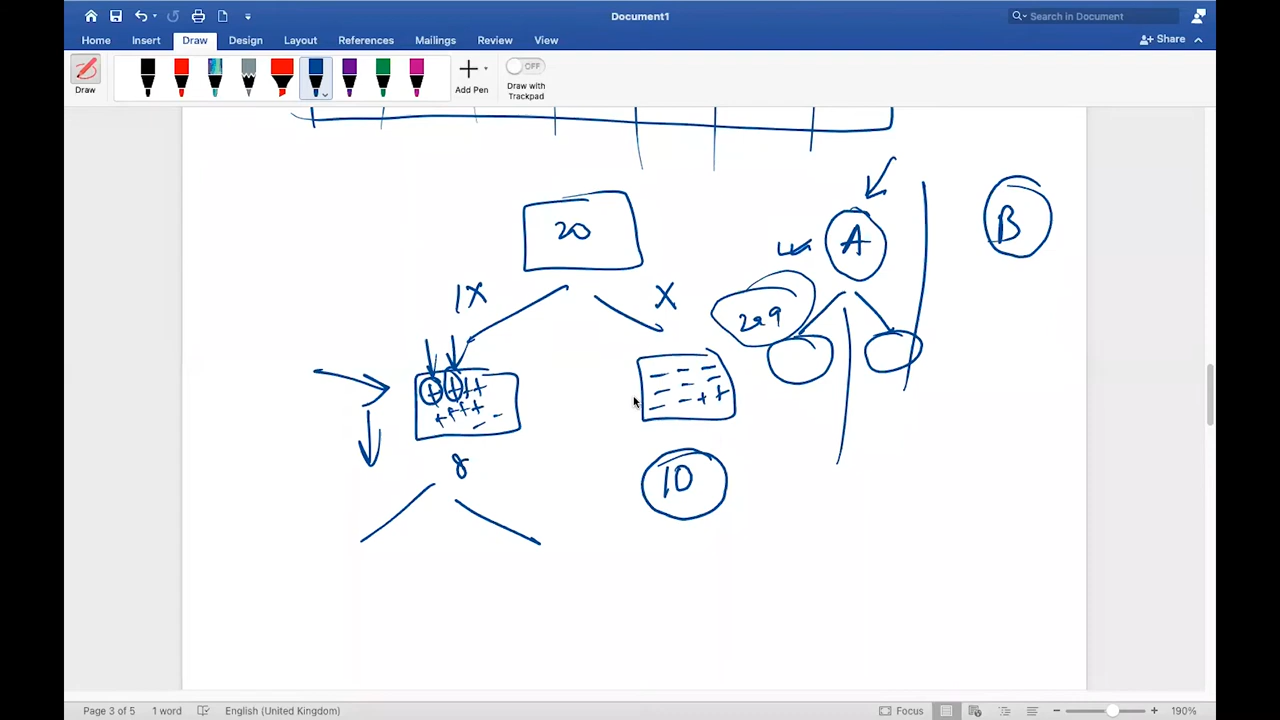 Document1
Search in Document
Home Insert Draw Design Layout References Mailings Review View
Share
Draw
Add Pen
OFF
Draw with
Trackpad
20
A
B
1X
X
+ + + +
+ + + +
- -
- - -
- - -
- - + +
8
10
Page 3 of 5
1 word
English (United Kingdom)
Focus
190%